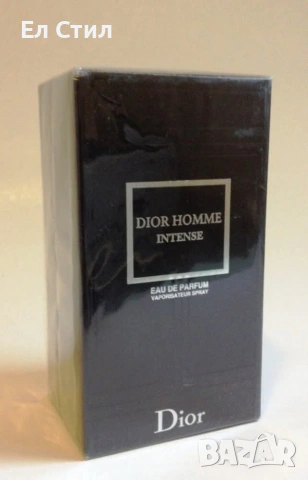 Ел Стил
DIOR HOMME
INTENSE
EAU DE PARFUM
VAPORISATEUR SPRAY
Dior
BAZAR